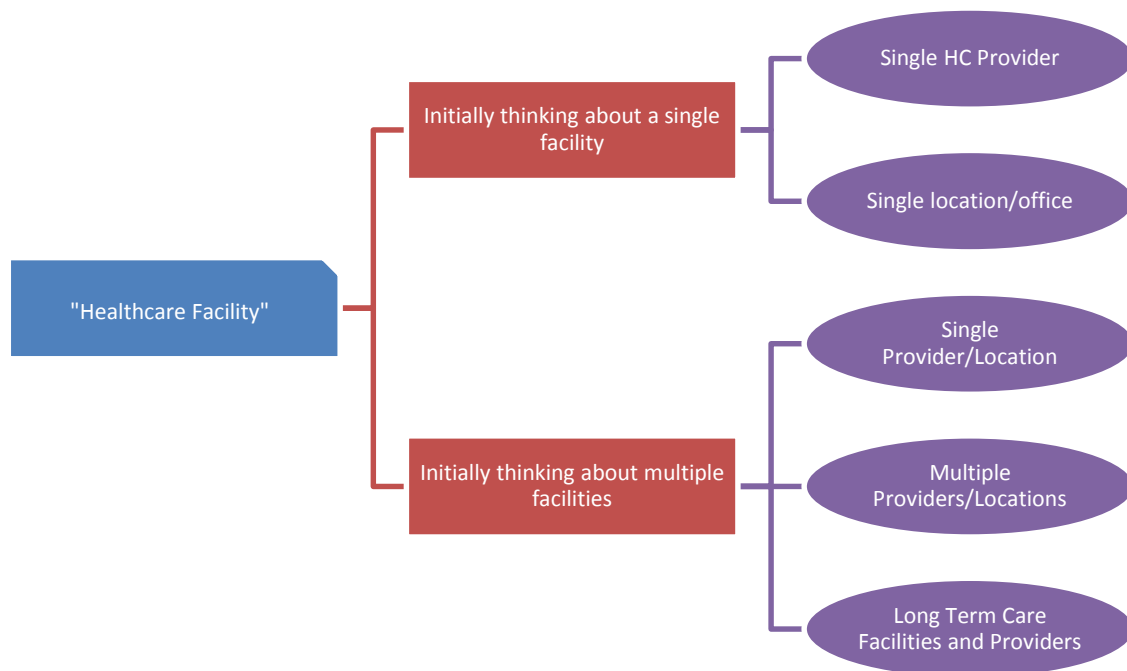 "Healthcare Facility"
Initially thinking about a single
facility
Single HC Provider
Single location/office
Initially thinking about multiple
facilities
Single
Provider/Location
Multiple
Providers/Locations
Long Term Care
Facilities and Providers